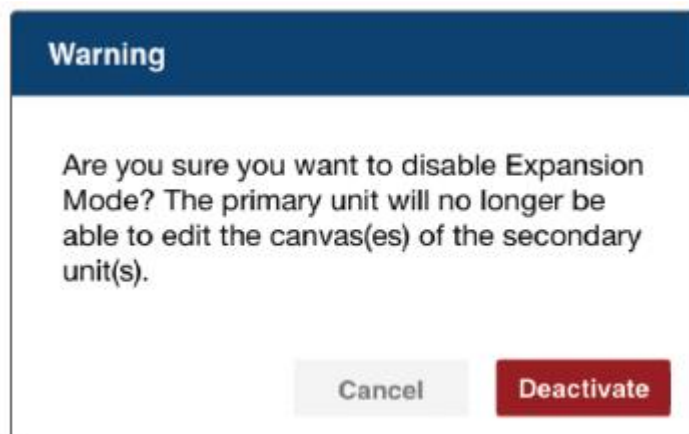 Warning
Are you sure you want to disable Expansion
Mode? The primary unit will no longer be
able to edit the canvas(es) of the secondary
unit(s).
Cancel
Deactivate